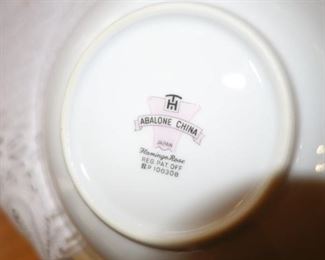 TH
ABALONE CHINA
JAPAN
Flamingo Rose
REG. PAT. OFF
P 100308